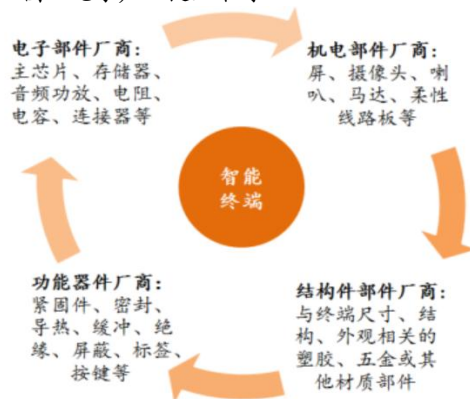 电子部件厂商：
主芯片、存储器、
音频功放、电阻、
电容、连接器等
机电部件厂商：
屏、摄像头、喇
叭、马达、柔性
线路板等
智能
终端
功能器件厂商：
紧固件、密封、
导热、缓冲、绝
缘、屏蔽、标签、
按键等
结构件部件厂商：
与终端尺寸、结
构、外观相关的
塑胶、五金或其
他材质部件